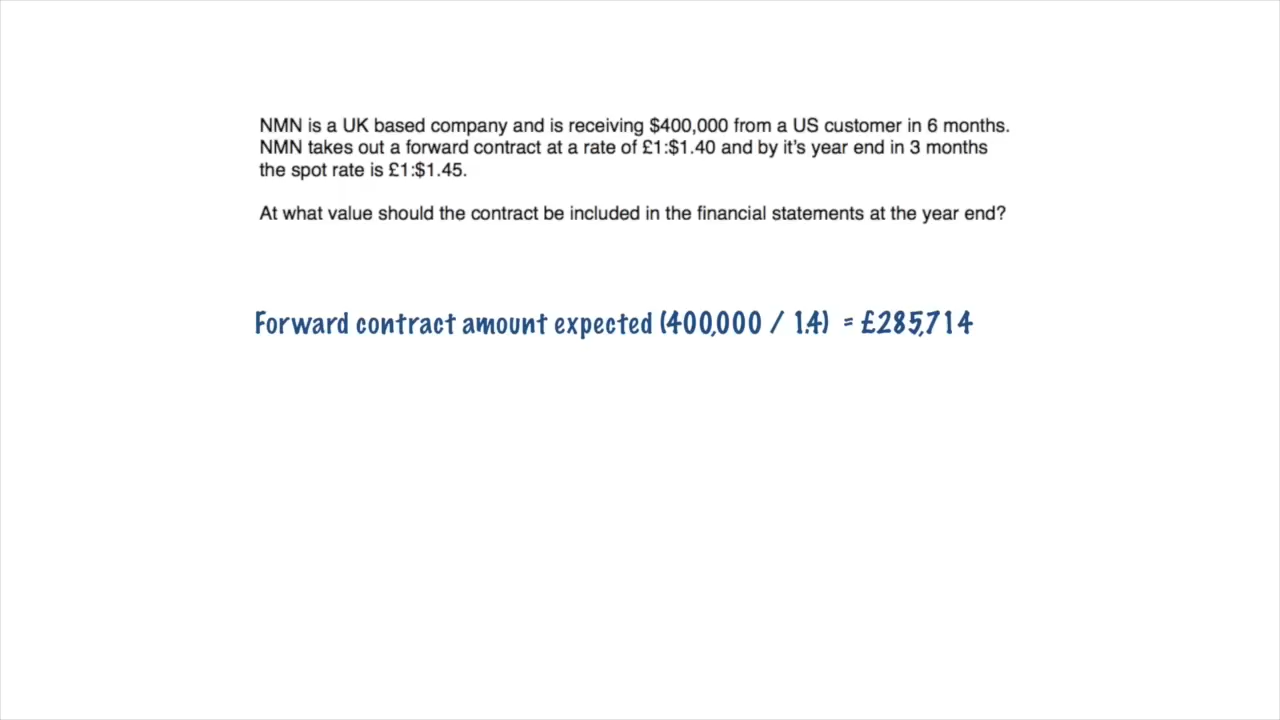 NMN is a UK based company and is receiving $400,000 from a US customer in 6 months.
NMN takes out a forward contract at a rate of £1:$1.40 and by it's year end in 3 months
the spot rate is £1:$1.45.
At what value should the contract be included in the financial statements at the year end?
Forward contract amount expected (400,000 / 1.4) = £285,714